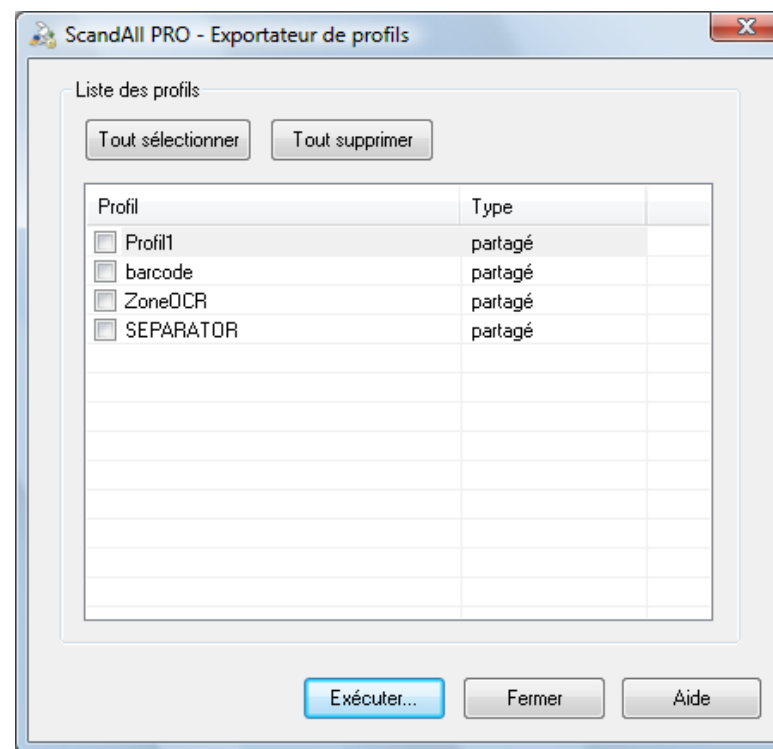 ScandAll PRO - Exportateur de profils
Liste des profils
Tout sélectionner Tout supprimer
Profil Type
Profil1 partagé
barcode partagé
ZoneOCR partagé
SEPARATOR partagé
Exécuter... Fermer Aide